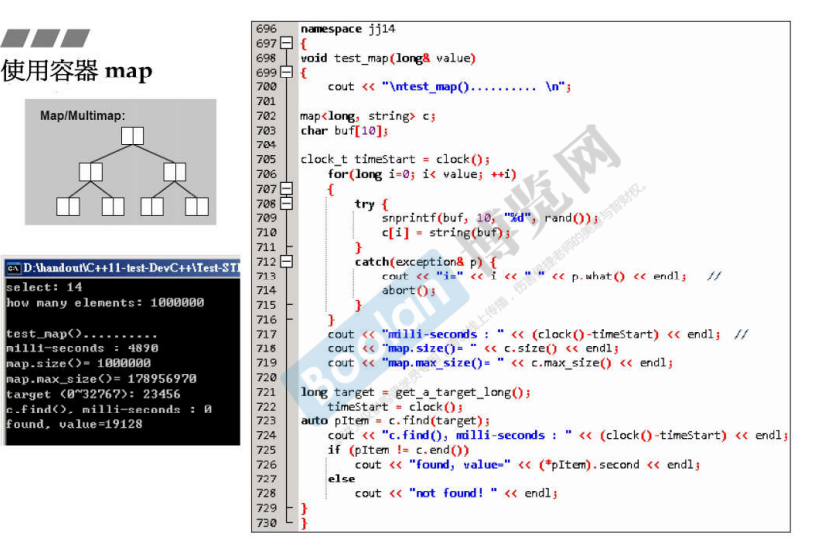 使用容器 map
Map/Multimap:
D:\handout\C++11-test-DevC++\Test-STL
select: 14
how many elements: 1000000
test_map()..........
milli-seconds : 4890
map.size()= 1000000
map.max_size()= 178956970
target (0~32767): 23456
c.find(), milli-seconds : 0
found, value=19128
696 namespace jj14
697 {
698 void test_map(long& value)
699 {
700 cout << "\ntest_map().......... \n";
701
702 map<long, string> c;
703 char buf[10];
704
705 clock_t timeStart = clock();
706 for(long i=0; i< value; ++i)
707 {
708 try {
709 snprintf(buf, 10, "%d", rand());
710 c[i] = string(buf);
711 }
712 catch(exception& p) {
713 cout << "i=" << i << " " << p.what() << endl; //
714 abort();
715 }
716 }
717 cout << "milli-seconds : " << (clock()-timeStart) << endl; //
718 cout << "map.size()= " << c.size() << endl;
719 cout << "map.max_size()= " << c.max_size() << endl;
720
721 long target = get_a_target_long();
722 timeStart = clock();
723 auto pItem = c.find(target);
724 cout << "c.find(), milli-seconds : " << (clock()-timeStart) << endl;
725 if (pItem != c.end())
726 cout << "found, value=" << (*pItem).second << endl;
727 else
728 cout << "not found! " << endl;
729 }
730 }
Boolan 博览网